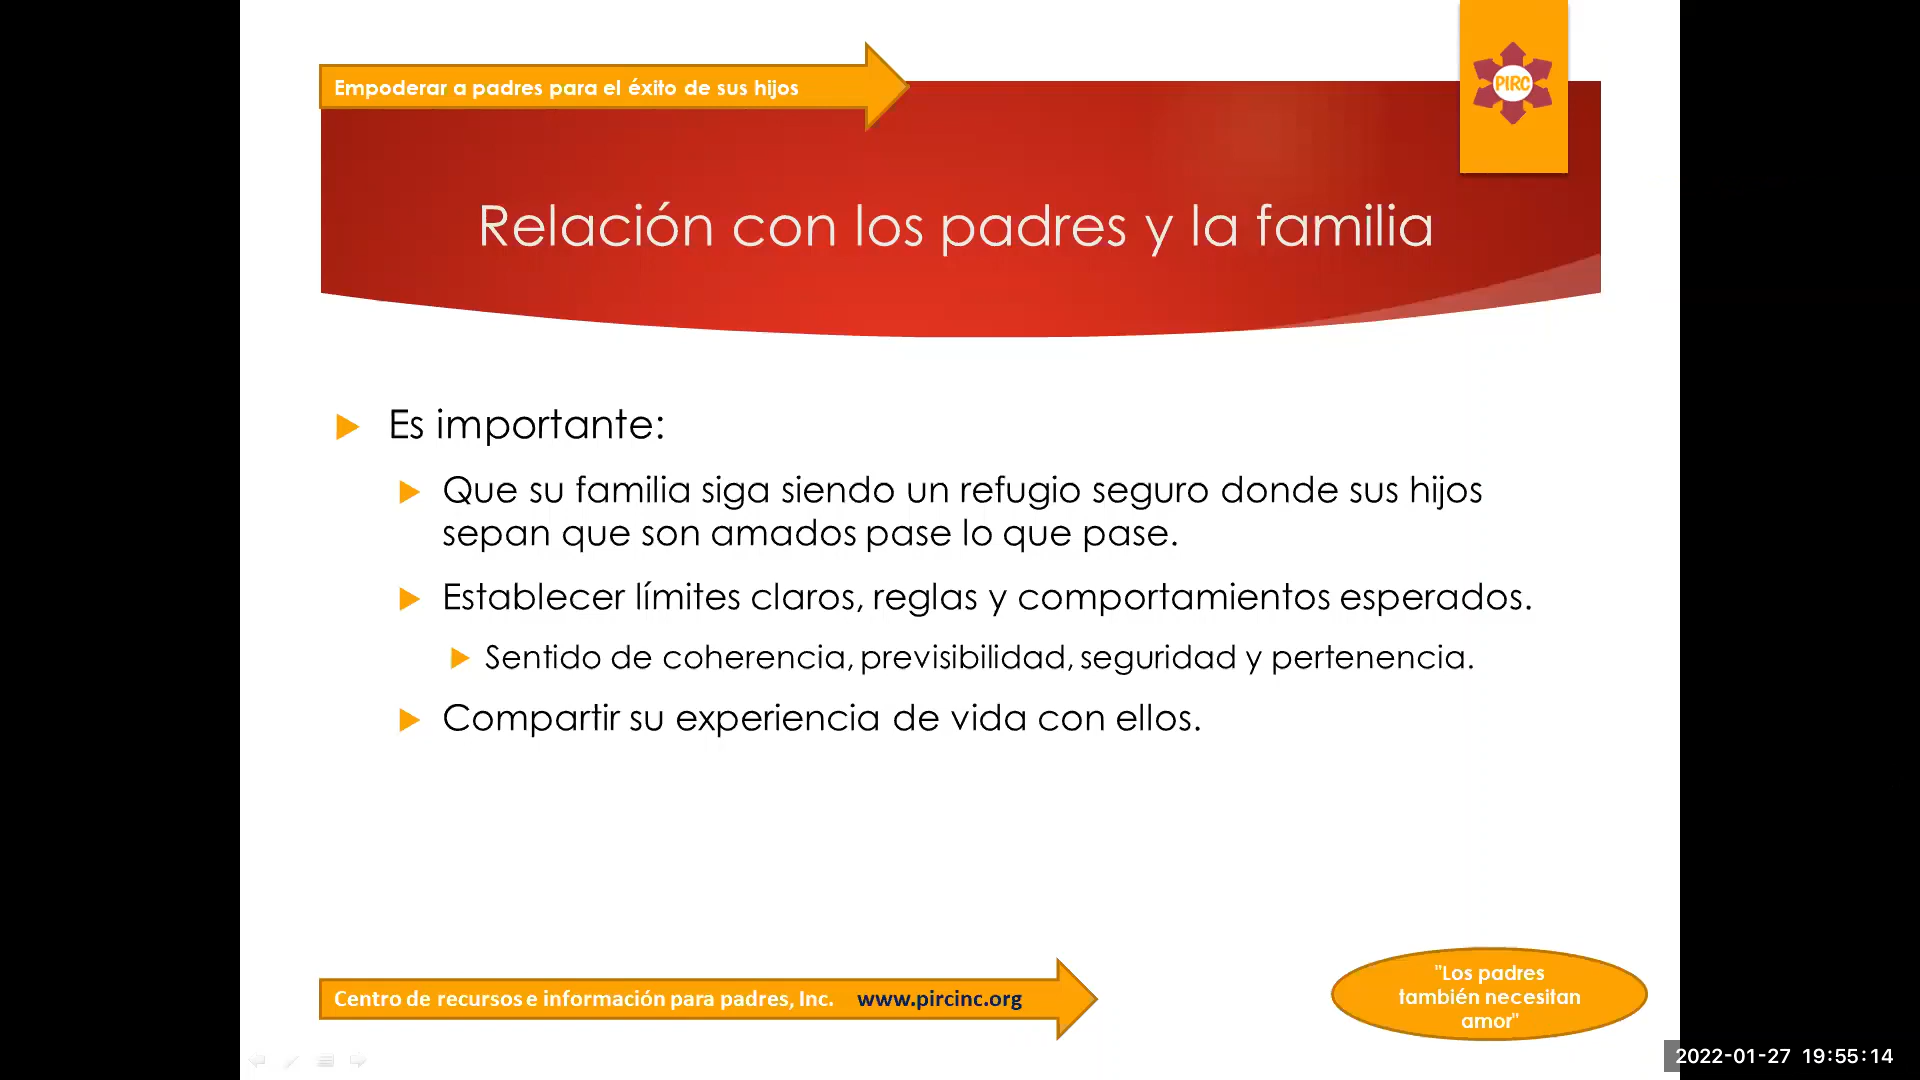 Empoderar a padres para el éxito de sus hijos
PIRC
Relación con los padres y la familia
Es importante:
Que su familia siga siendo un refugio seguro donde sus hijos
sepan que son amados pase lo que pase.
Establecer límites claros, reglas y comportamientos esperados.
Sentido de coherencia, previsibilidad, seguridad y pertenencia.
Compartir su experiencia de vida con ellos.
Centro de recursos e información para padres, Inc. www.pircinc.org
"Los padres
también necesitan
amor"
2022-01-27 19:55:14